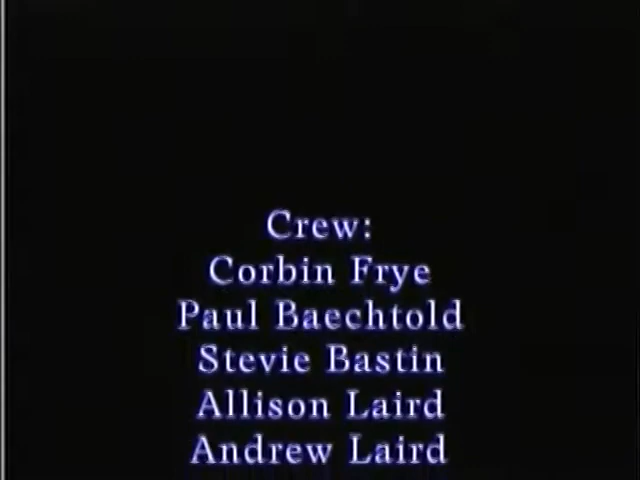 Crew:
Corbin Frye
Paul Baechtold
Stevie Bastin
Allison Laird
Andrew Laird